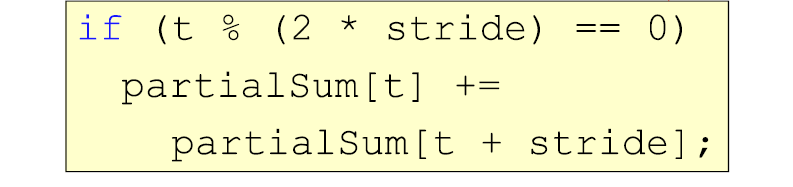 if (t % (2 * stride) == 0)
partialSum[t] +=
partialSum[t + stride];